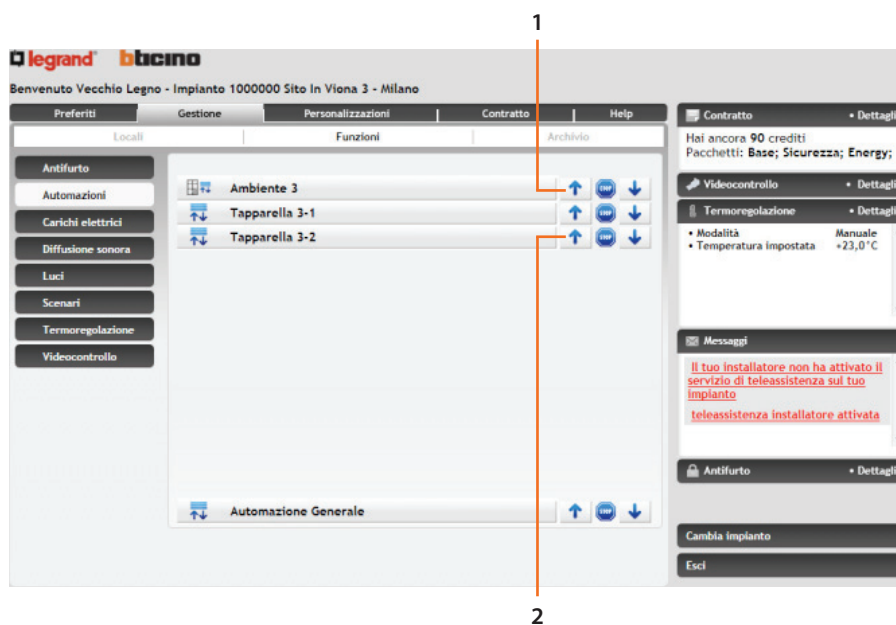 1
legrand bticino
Benvenuto Vecchio Legno - Impianto 1000000 Sito In Viona 3 - Milano
Preferiti Gestione Personalizzazioni Contratto Help
Locali Funzioni Archivio
Antifurto
Automazioni
Carichi elettrici
Diffusione sonora
Luci
Scenari
Termoregolazione
Videocontrollo
Ambiente 3 STOP
Tapparella 3-1 STOP
Tapparella 3-2 STOP
Automazione Generale STOP
Contratto • Dettagli
Hai ancora 90 crediti
Pacchetti: Base; Sicurezza; Energy;
Videocontrollo • Dettagli
Termoregolazione • Dettagli
• Modalità Manuale
• Temperatura impostata +23,0°C
Messaggi
Il tuo installatore non ha attivato il
servizio di teleassistenza sul tuo
impianto
teleassistenza installatore attivata
Antifurto • Dettagli
Cambia impianto
Esci
2